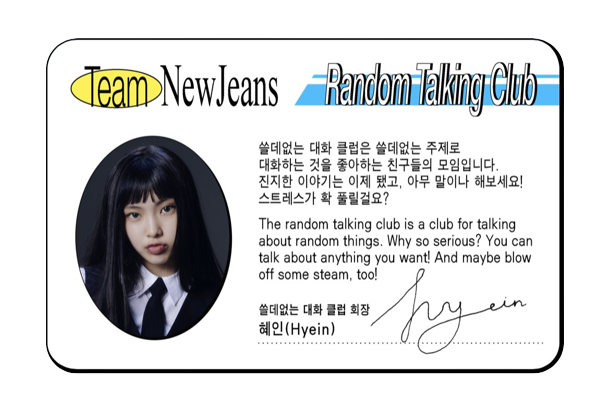 Team NewJeans
Random Talking Club
쓸데없는 대화 클럽은 쓸데없는 주제로
대화하는 것을 좋아하는 친구들의 모임입니다.
진지한 이야기는 이제 됐고, 아무 말이나 해보세요!
스트레스가 확 풀릴걸요?
The random talking club is a club for talking
about random things. Why so serious? You can
talk about anything you want! And maybe blow
off some steam, too!
쓸데없는 대화 클럽 회장
혜인(Hyein)
hyein